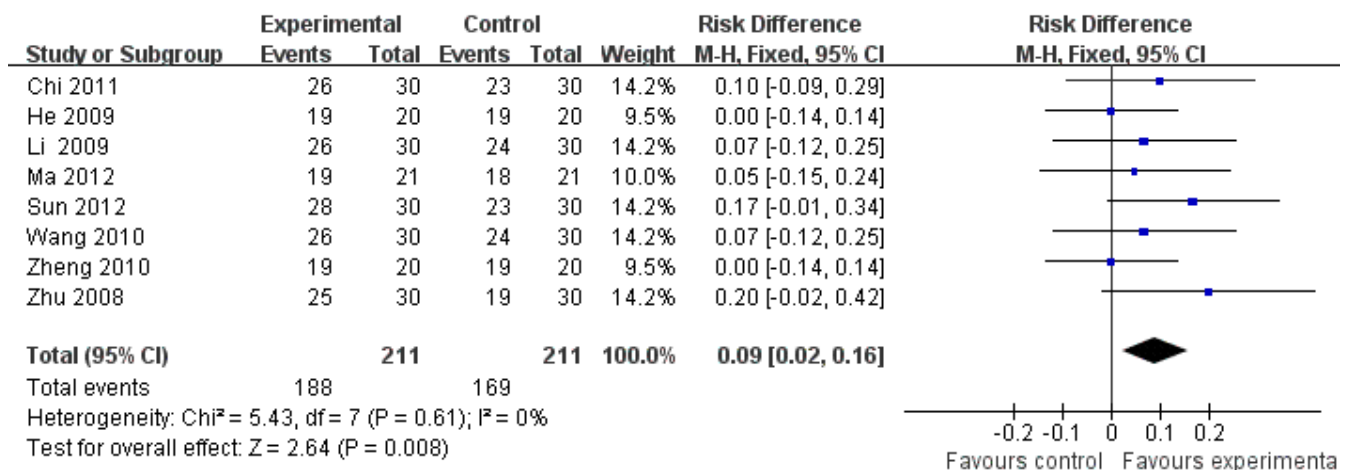 Experimental Control Risk Difference Risk Difference
Study or Subgroup Events Total Events Total Weight M-H, Fixed, 95% CI M-H, Fixed, 95% CI
Chi 2011 26 30 23 30 14.2% 0.10 [-0.09, 0.29]
He 2009 19 20 19 20 9.5% 0.00 [-0.14, 0.14]
Li 2009 26 30 24 30 14.2% 0.07 [-0.12, 0.25]
Ma 2012 19 21 18 21 10.0% 0.05 [-0.15, 0.24]
Sun 2012 28 30 23 30 14.2% 0.17 [-0.01, 0.34]
Wang 2010 26 30 24 30 14.2% 0.07 [-0.12, 0.25]
Zheng 2010 19 20 19 20 9.5% 0.00 [-0.14, 0.14]
Zhu 2008 25 30 19 30 14.2% 0.20 [-0.02, 0.42]
Total (95% CI) 211 211 100.0% 0.09 [0.02, 0.16]
Total events 188 169
Heterogeneity: Chi² = 5.43, df = 7 (P = 0.61); I² = 0%
Test for overall effect: Z = 2.64 (P = 0.008)
-0.2 -0.1 0 0.1 0.2
Favours control Favours experimenta